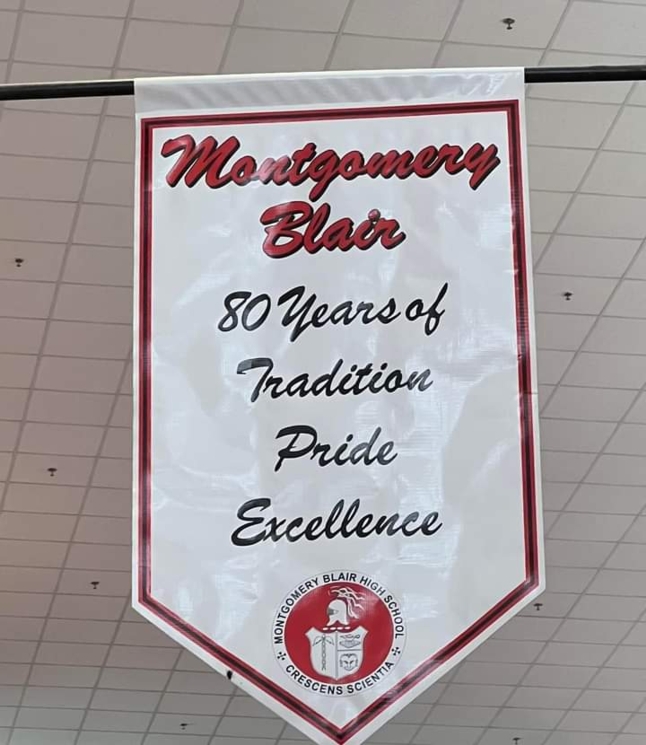 Montgomery
Blair
80 Years of
Tradition
Pride
Excellence
MONTGOMERY BLAIR HIGH SCHOOL
CRESCENS SCIENTIA